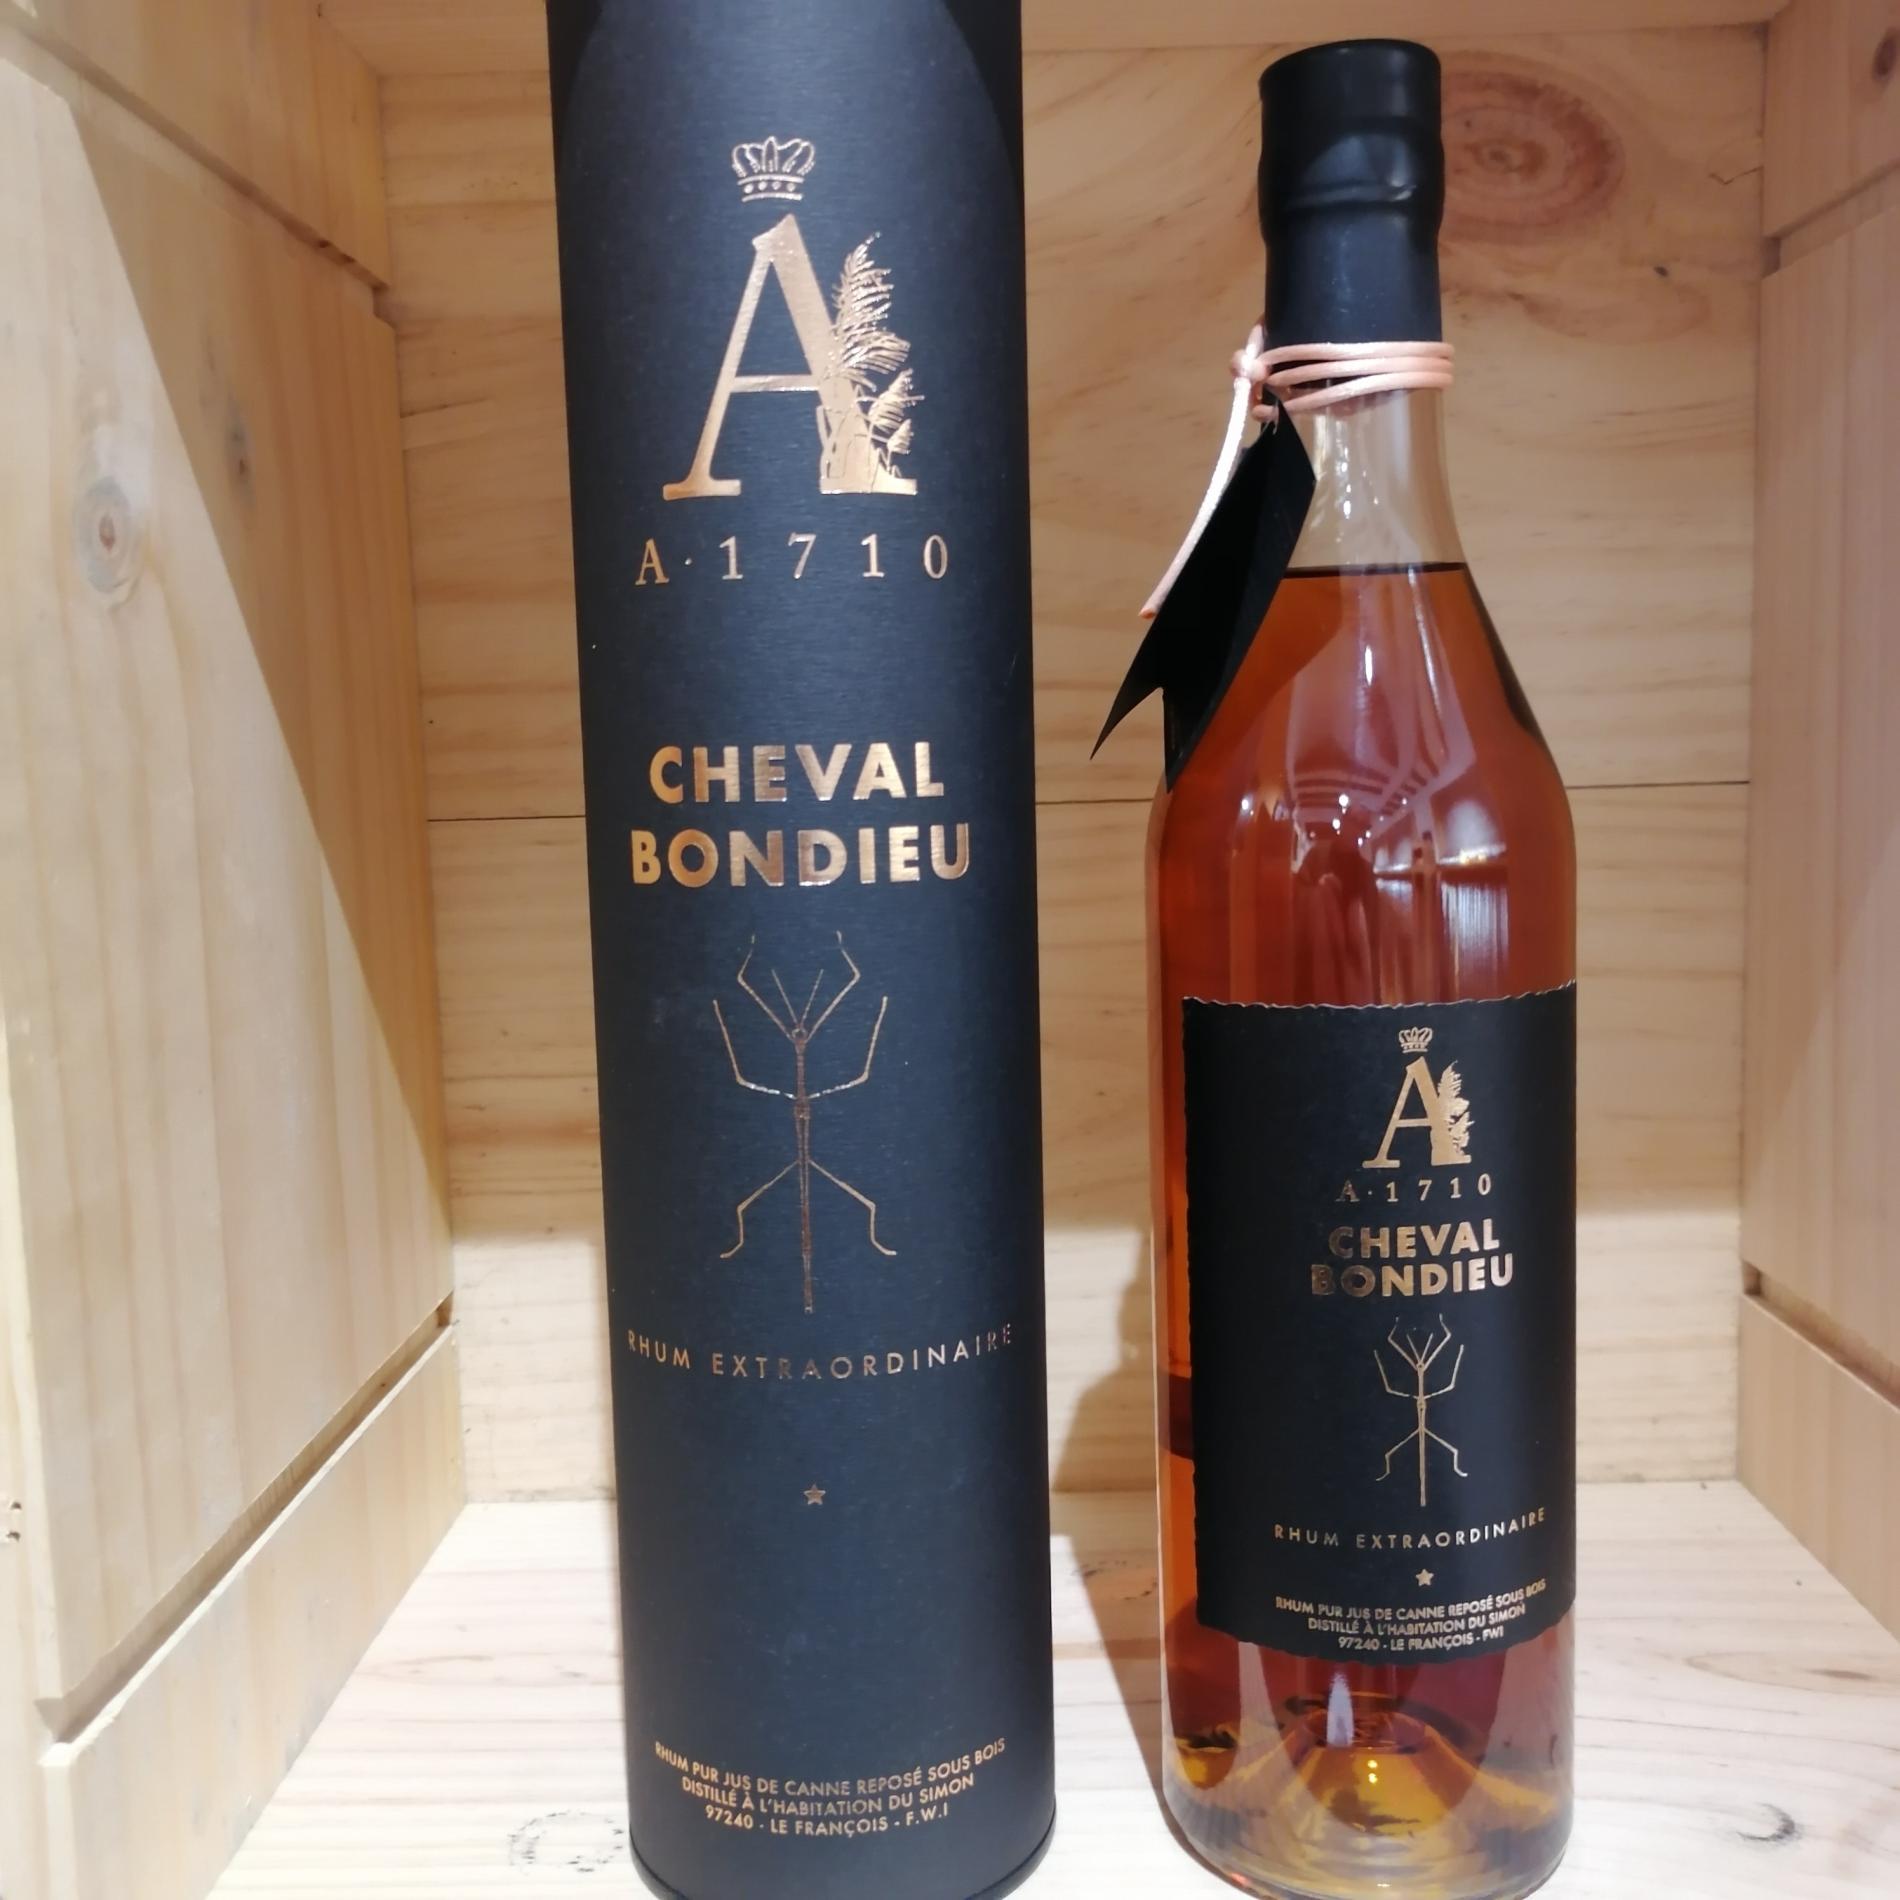 A
A·1710
CHEVAL
BONDIEU
RHUM EXTRAORDINAIRE
RHUM PUR JUS DE CANNE REPOSÉ SOUS BOIS
DISTILLÉ À L'HABITATION DU SIMON
97240 - LE FRANÇOIS - F.W.I
A
A·1710
CHEVAL
BONDIEU
RHUM EXTRAORDINAIRE
RHUM PUR JUS DE CANNE REPOSÉ SOUS BOIS
DISTILLÉ À L'HABITATION DU SIMON
97240 - LE FRANÇOIS - FWI